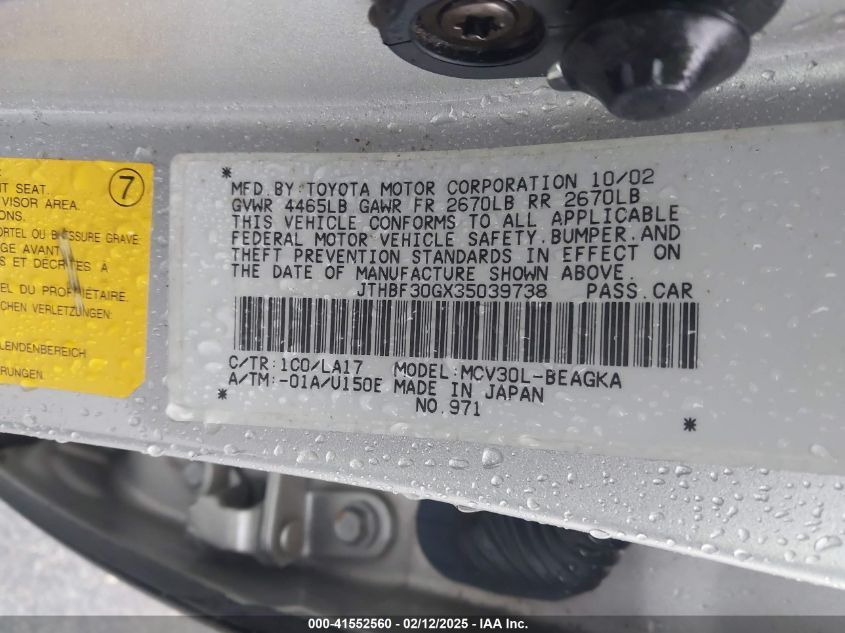 7
T SEAT.
VISOR AREA.
ONS.
ORTEL OU BLESSURE GRAVE
GE AVANT
S ET DÉCRITES À
EL DU PROPRIÉTAIRE.
CHEN VERLETZUNGEN:
LENDENBEREICH
RUNGEN.
* MFD. BY: TOYOTA MOTOR CORPORATION 10/02
GVWR 4465LB GAWR FR 2670LB RR 2670LB
THIS VEHICLE CONFORMS TO ALL APPLICABLE
FEDERAL MOTOR VEHICLE SAFETY, BUMPER, AND
THEFT PREVENTION STANDARDS IN EFFECT ON
THE DATE OF MANUFACTURE SHOWN ABOVE.
JTHBF30GX35039738 PASS. CAR
C/TR: 1C0/LA17 MODEL: MCV30L-BEAGKA
A/TM: -01A/U150E MADE IN JAPAN
* NO. 971 *
000-41552560 - 02/12/2025 - IAA Inc.